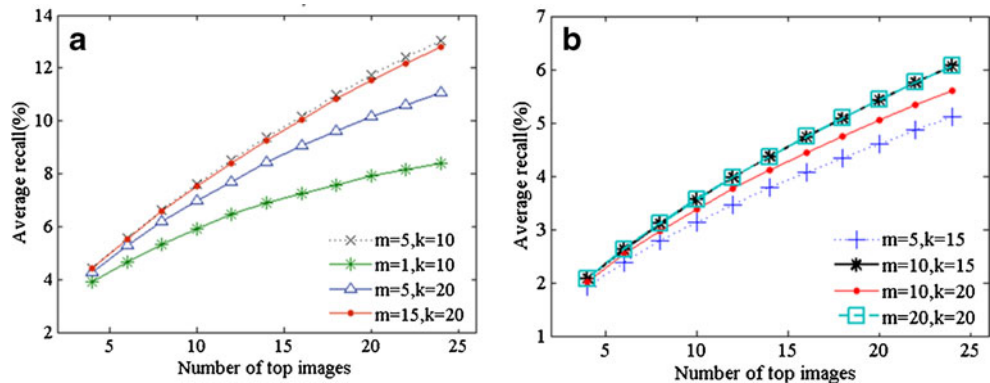 a
14
12
10
8
6
4
2
5
10
15
20
25
Average recall(%)
Number of top images
m=5,k=10
m=1,k=10
m=5,k=20
m=15,k=20
b
7
6
5
4
3
2
1
5
10
15
20
25
Average recall(%)
Number of top images
m=5,k=15
m=10,k=15
m=10,k=20
m=20,k=20